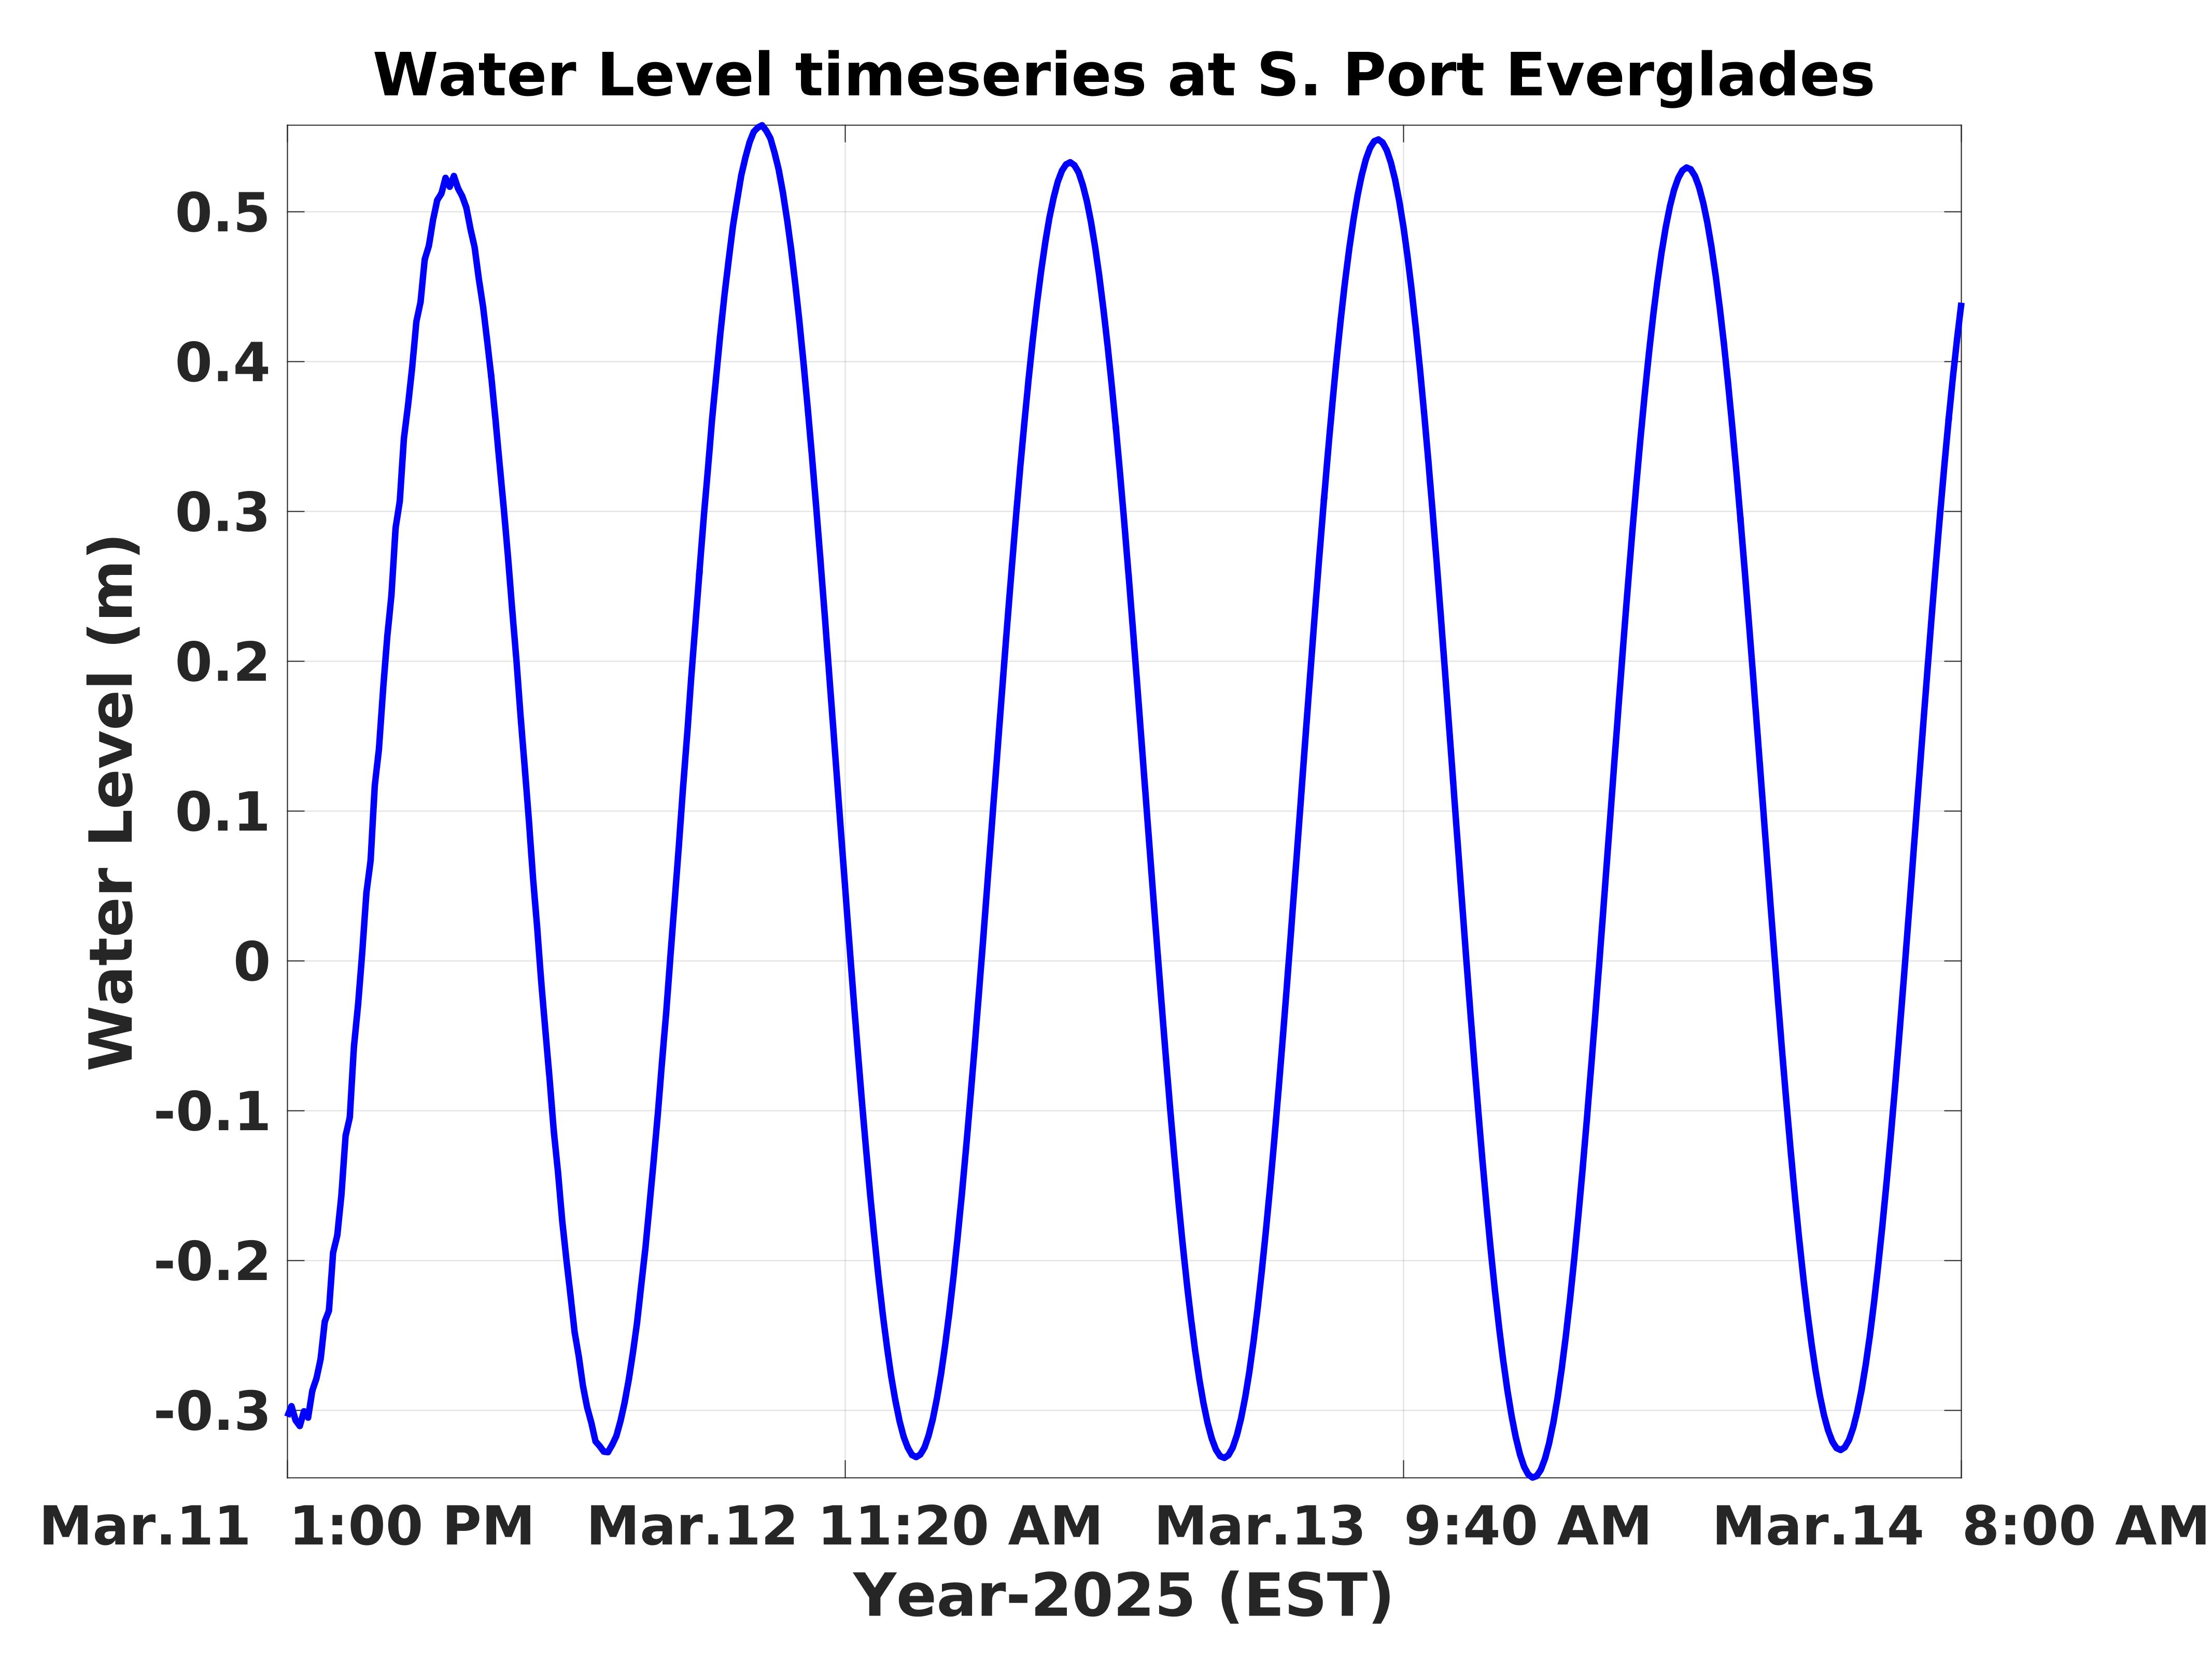 Water Level timeseries at S. Port Everglades
Water Level (m)
0.5
0.4
0.3
0.2
0.1
0
-0.1
-0.2
-0.3
Mar.11 1:00 PM Mar.12 11:20 AM Mar.13 9:40 AM Mar.14 8:00 AM
Year-2025 (EST)